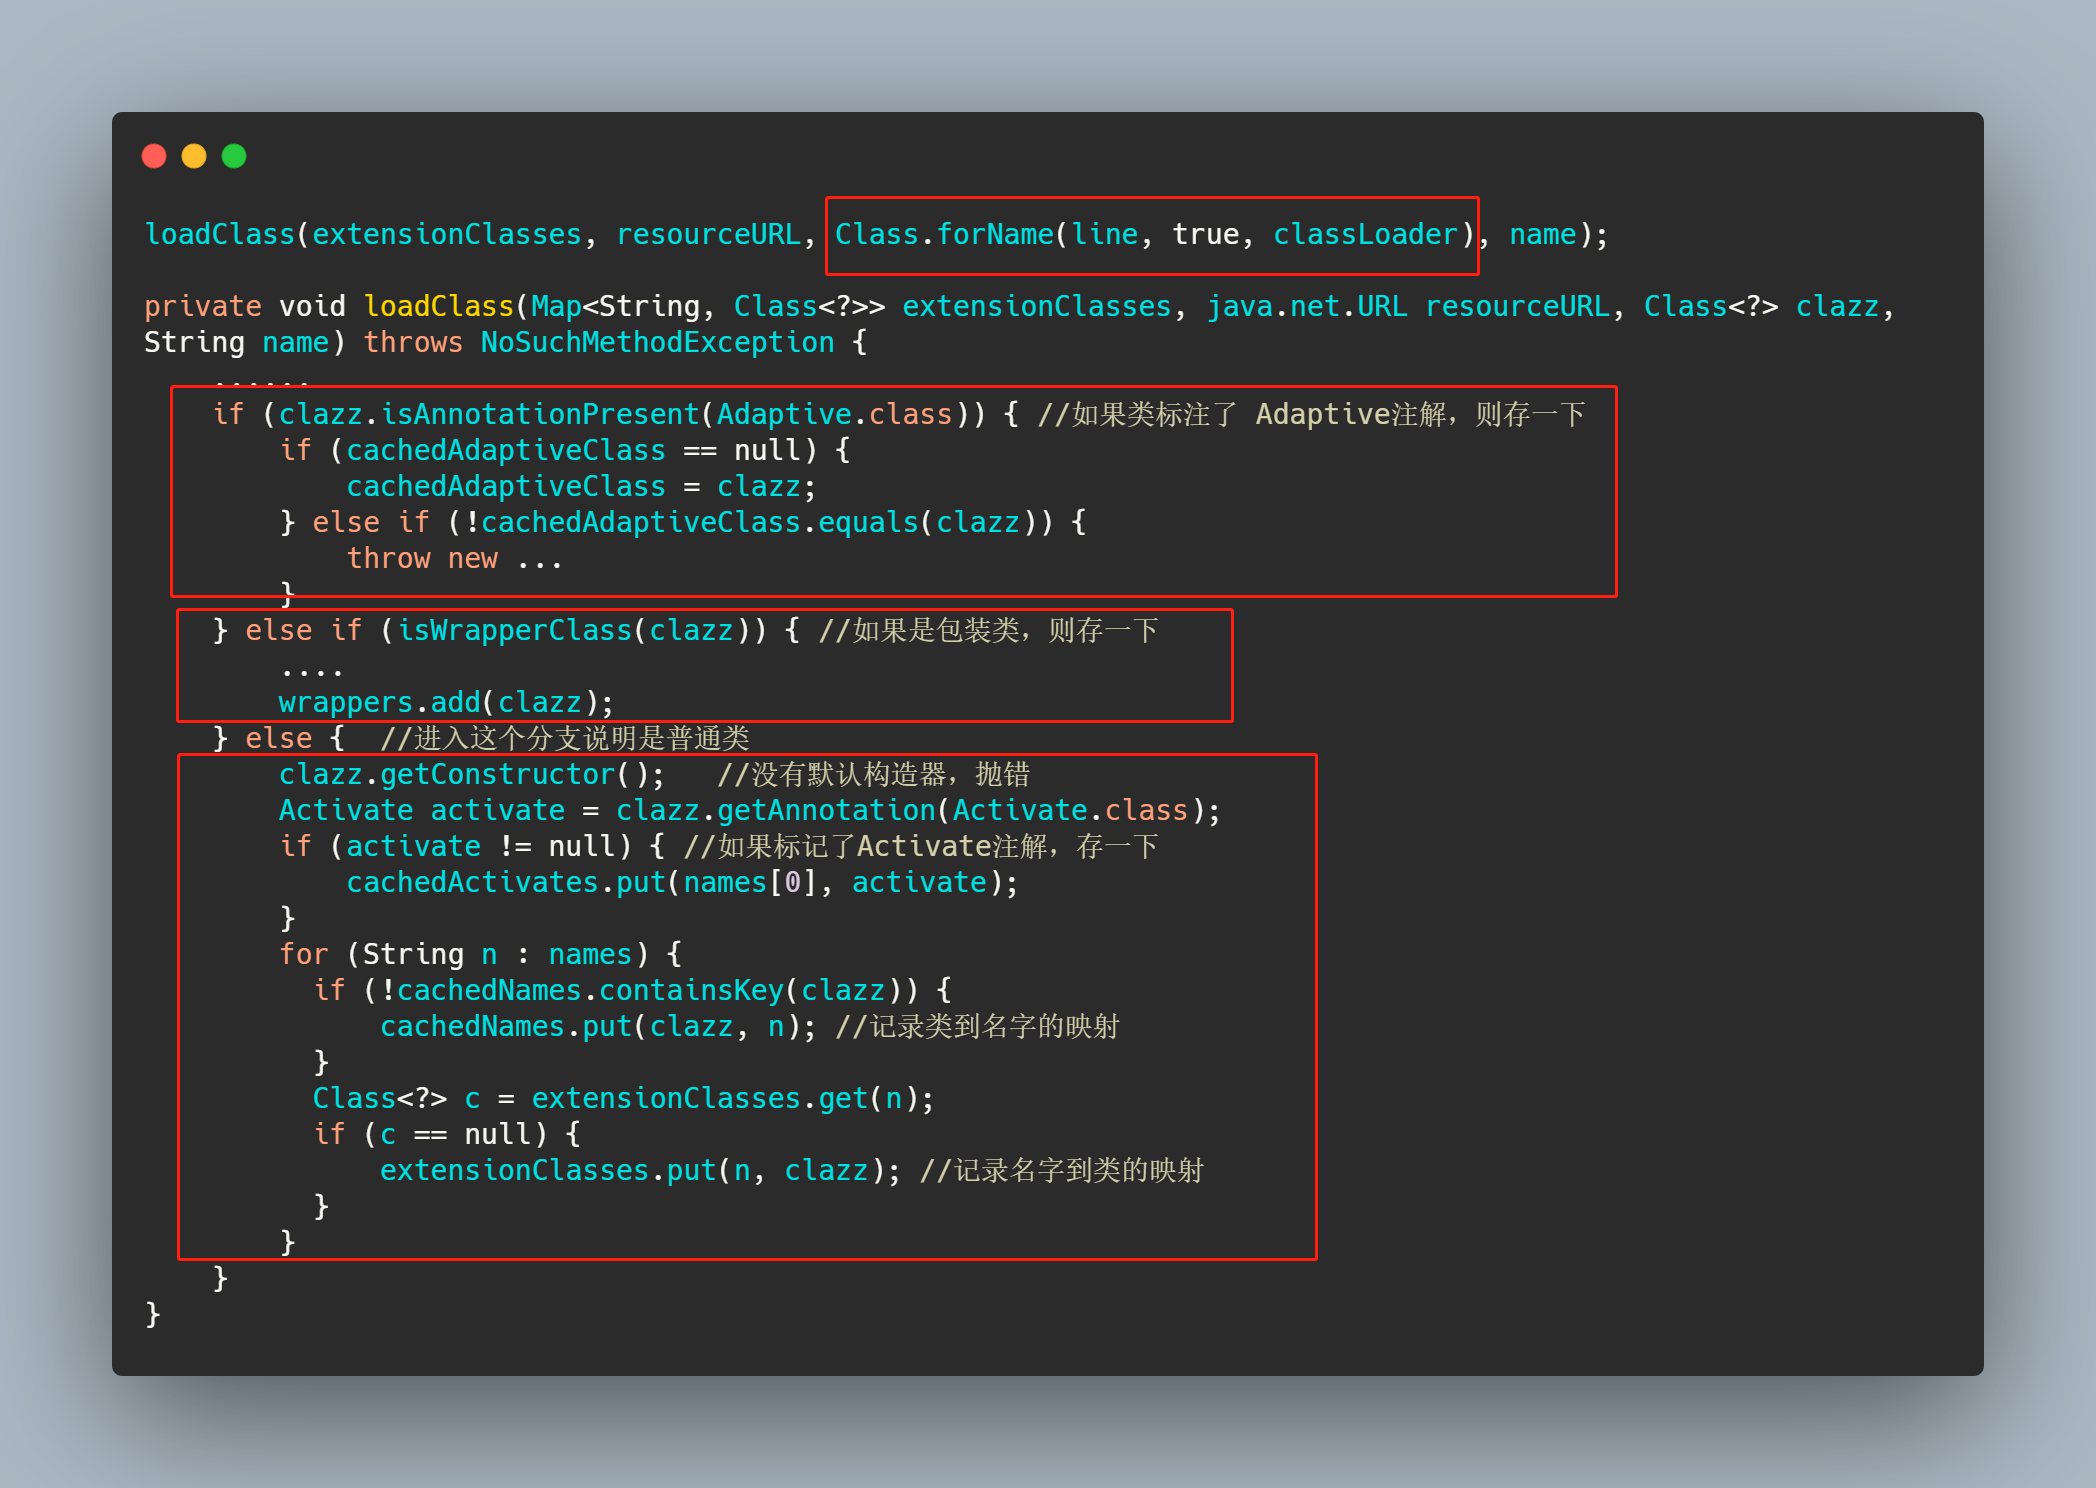 loadClass(extensionClasses, resourceURL, Class.forName(line, true, classLoader), name);
private void loadClass(Map<String, Class<?>> extensionClasses, java.net.URL resourceURL, Class<?> clazz,
String name) throws NoSuchMethodException {
    ......
    if (clazz.isAnnotationPresent(Adaptive.class)) { //如果类标注了 Adaptive注解，则存一下
        if (cachedAdaptiveClass == null) {
            cachedAdaptiveClass = clazz;
        } else if (!cachedAdaptiveClass.equals(clazz)) {
            throw new ...
        }
    } else if (isWrapperClass(clazz)) { //如果是包装类，则存一下
        ....
        wrappers.add(clazz);
    } else {  //进入这个分支说明是普通类
        clazz.getConstructor();   //没有默认构造器，抛错
        Activate activate = clazz.getAnnotation(Activate.class);
        if (activate != null) { //如果标记了Activate注解，存一下
            cachedActivates.put(names[0], activate);
        }
        for (String n : names) {
          if (!cachedNames.containsKey(clazz)) {
              cachedNames.put(clazz, n); //记录类到名字的映射
          }
          Class<?> c = extensionClasses.get(n);
          if (c == null) {
              extensionClasses.put(n, clazz); //记录名字到类的映射
          }
        }
    }
}